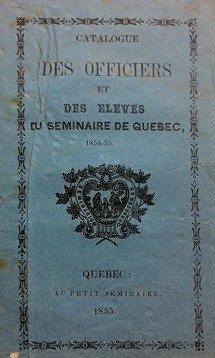 CATALOGUE
DES OFFICIERS
ET
DES ELEVES
DU SEMINAIRE DE QUEBEC,
1854-55.
QUEBEC:
AU PETIT SEMINAIRE.
1855.